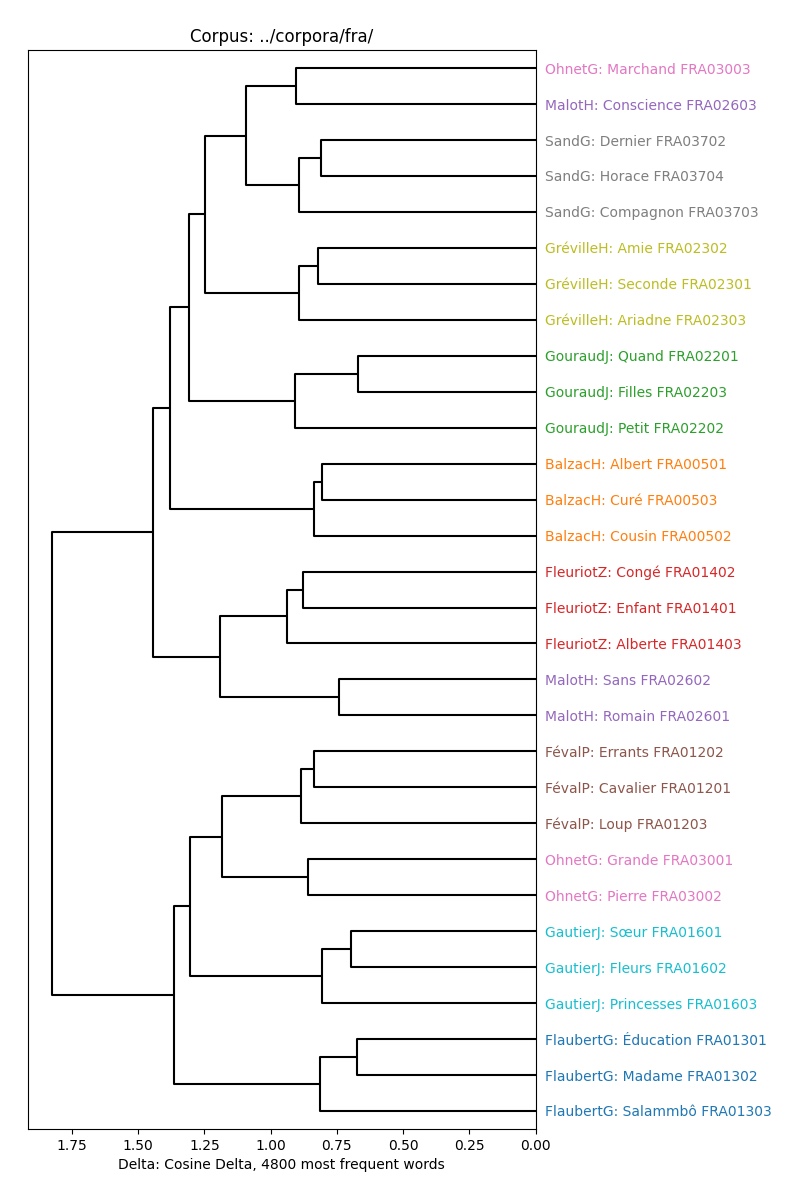 Corpus: ../corpora/fra/
OhnetG: Marchand FRA03003
MalotH: Conscience FRA02603
SandG: Dernier FRA03702
SandG: Horace FRA03704
SandG: Compagnon FRA03703
GrévilleH: Amie FRA02302
GrévilleH: Seconde FRA02301
GrévilleH: Ariadne FRA02303
GouraudJ: Quand FRA02201
GouraudJ: Filles FRA02203
GouraudJ: Petit FRA02202
BalzacH: Albert FRA00501
BalzacH: Curé FRA00503
BalzacH: Cousin FRA00502
FleuriotZ: Congé FRA01402
FleuriotZ: Enfant FRA01401
FleuriotZ: Alberte FRA01403
MalotH: Sans FRA02602
MalotH: Romain FRA02601
FévalP: Errants FRA01202
FévalP: Cavalier FRA01201
FévalP: Loup FRA01203
OhnetG: Grande FRA03001
OhnetG: Pierre FRA03002
GautierJ: Sœur FRA01601
GautierJ: Fleurs FRA01602
GautierJ: Princesses FRA01603
FlaubertG: Éducation FRA01301
FlaubertG: Madame FRA01302
FlaubertG: Salammbô FRA01303
1.75 1.50 1.25 1.00 0.75 0.50 0.25 0.00
Delta: Cosine Delta, 4800 most frequent words